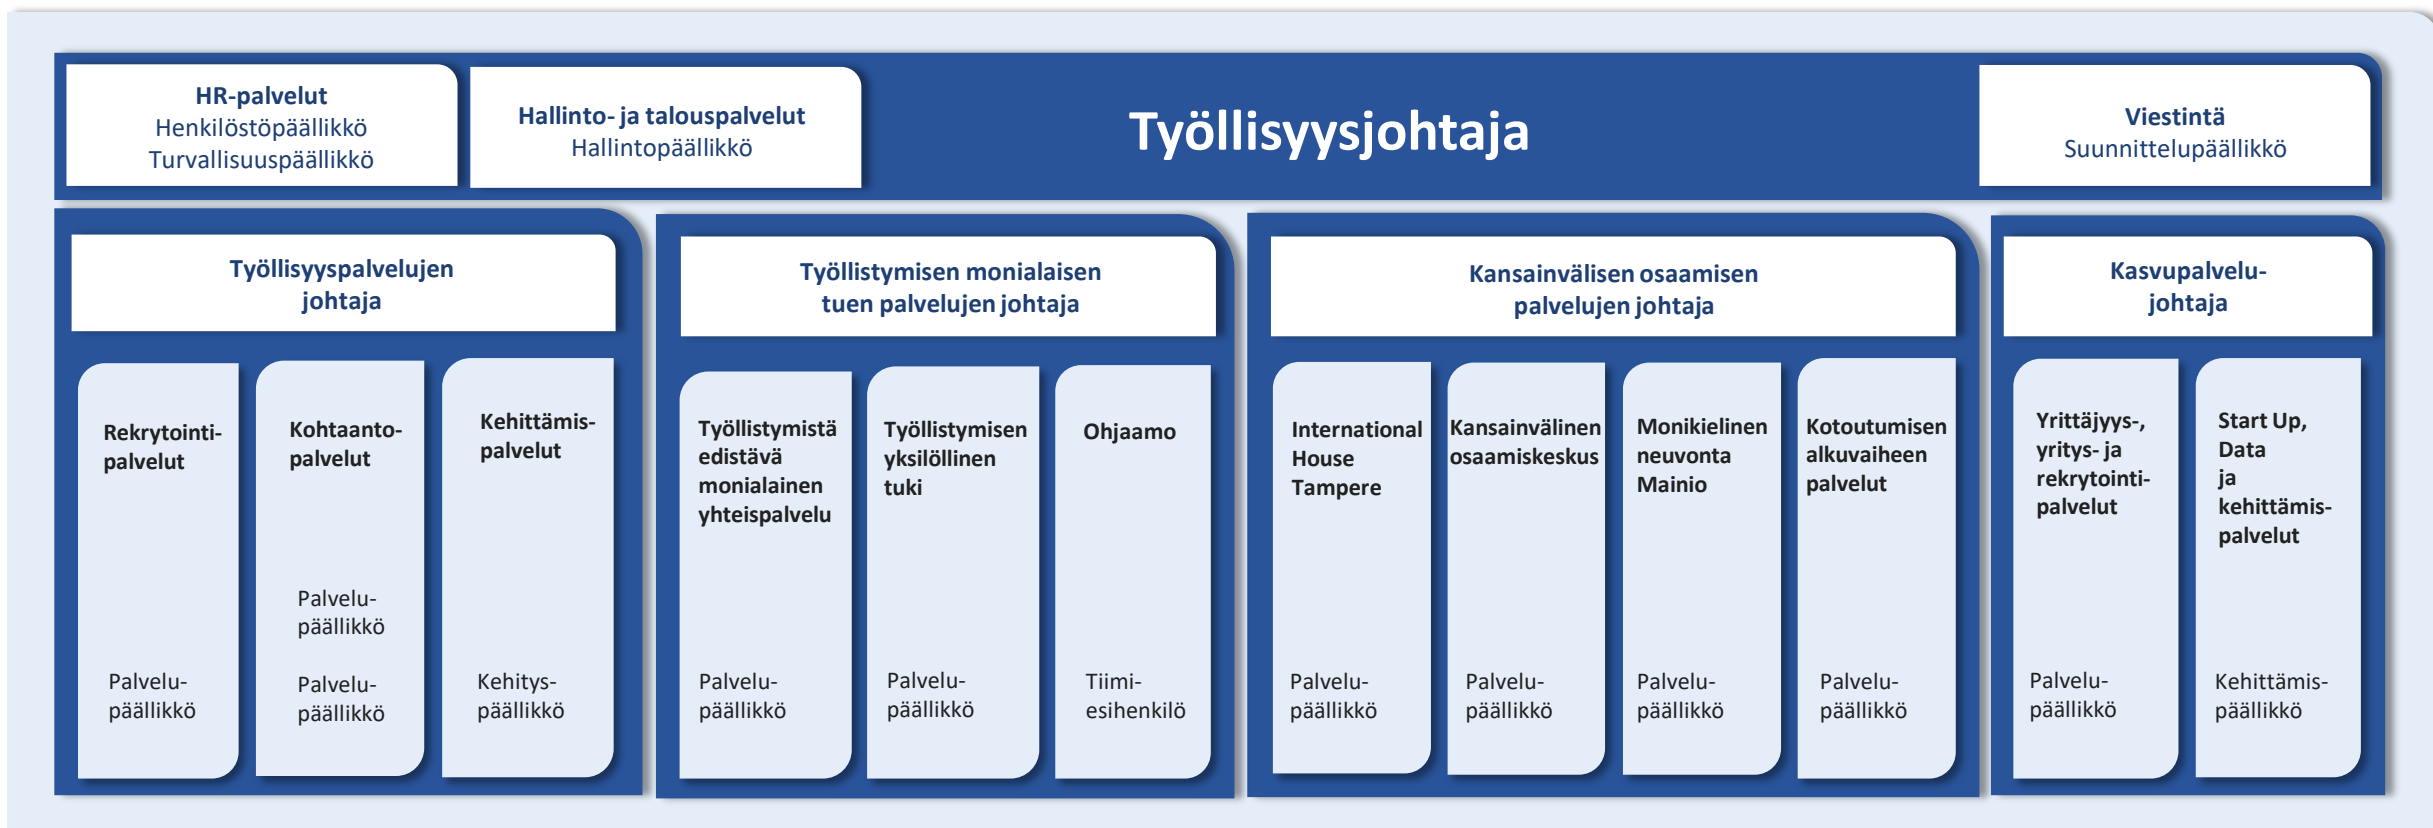 HR-palvelut
Henkilöstöpäällikkö
Turvallisuuspäällikkö
Hallinto- ja talouspalvelut
Hallintopäällikkö
Työllisyysjohtaja
Viestintä
Suunnittelupäällikkö
Työllisyyspalvelujen
johtaja
Rekrytointi-
palvelut
Palvelu-
päällikkö
Kohtaanto-
palvelut
Palvelu-
päällikkö
Palvelu-
päällikkö
Kehittämis-
palvelut
Kehitys-
päällikkö
Työllistymisen monialaisen
tuen palvelujen johtaja
Työllistymistä
edistävä
monialainen
yhteispalvelu
Palvelu-
päällikkö
Työllistymisen
yksilöllinen
tuki
Palvelu-
päällikkö
Ohjaamo
Tiimi-
esihenkilö
Kansainvälisen osaamisen
palvelujen johtaja
International
House
Tampere
Palvelu-
päällikkö
Kansainvälinen
osaamiskeskus
Palvelu-
päällikkö
Monikielinen
neuvonta
Mainio
Palvelu-
päällikkö
Kotoutumisen
alkuvaiheen
palvelut
Palvelu-
päällikkö
Kasvupalvelu-
johtaja
Yrittäjyys-,
yritys- ja
rekrytointi-
palvelut
Palvelu-
päällikkö
Start Up,
Data
ja
kehittämis-
palvelut
Kehittämis-
päällikkö